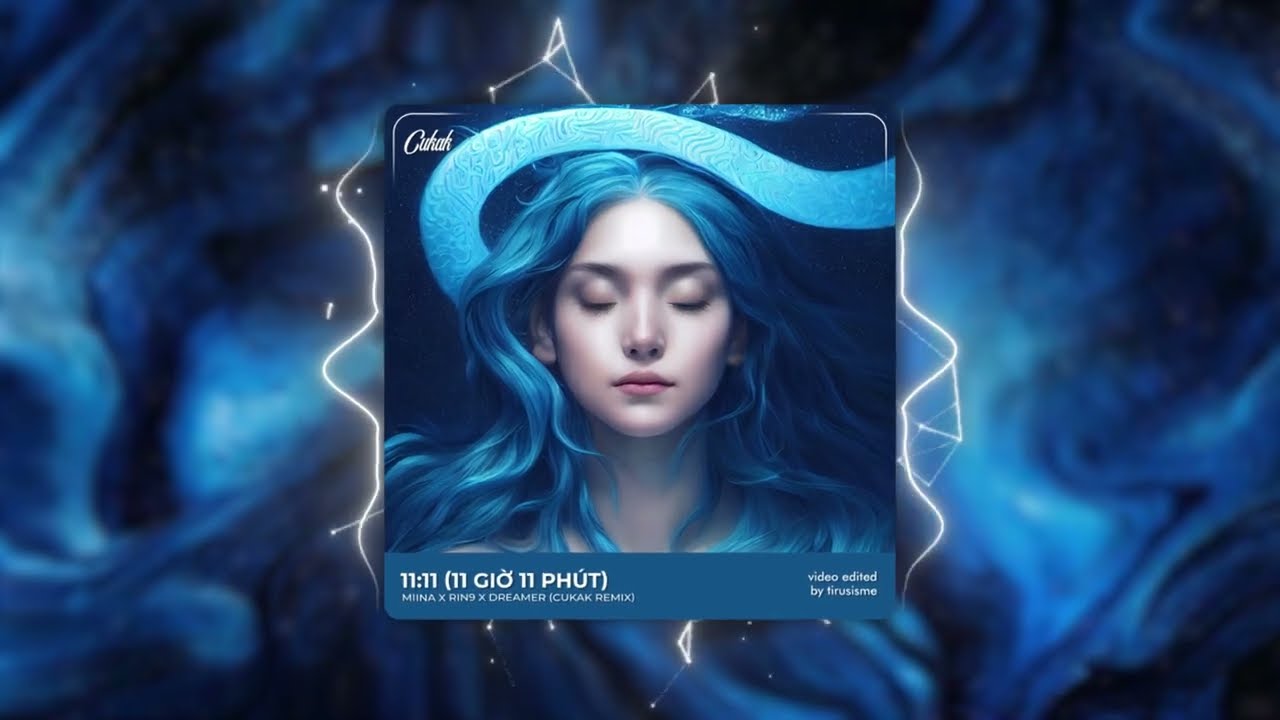 Cukak
11:11 (11 GIỜ 11 PHÚT)
MIINA X RIN9 X DREAMER (CUKAK REMIX)
video edited
by tirusisme